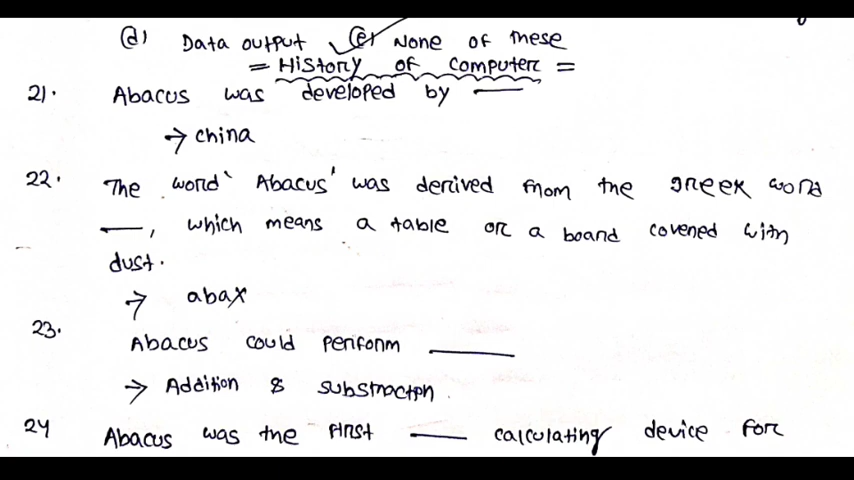 (d) Data output (e) None of these
= History of computer =
21. Abacus was developed by —
→ china
22. The word 'Abacus' was derived from the greek word
—, which means a table or a board covered with
dust.
→ abax
23.
Abacus could perform —
→ Addition & substraction.
24 Abacus was the first — calculating device for